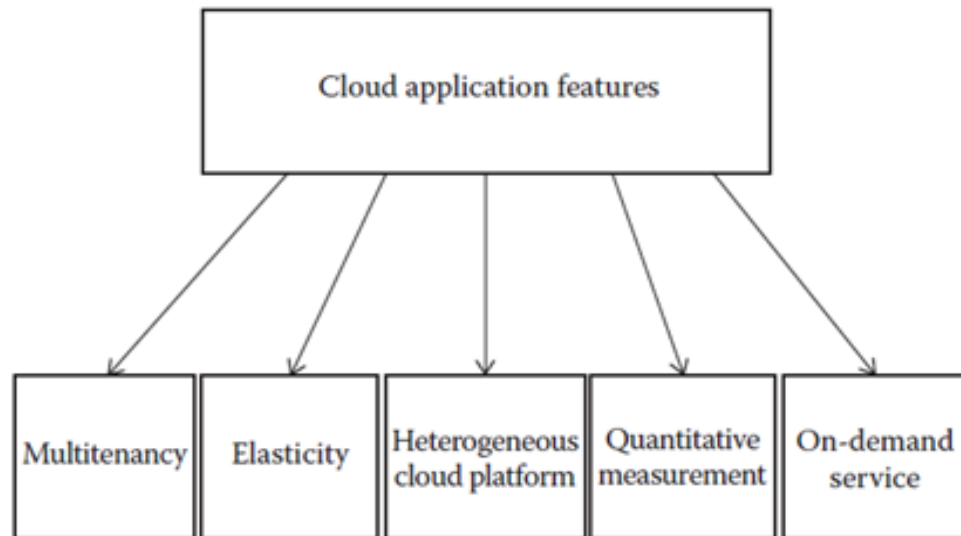 Cloud application features
Multitenancy
Elasticity
Heterogeneous
cloud platform
Quantitative
measurement
On-demand
service